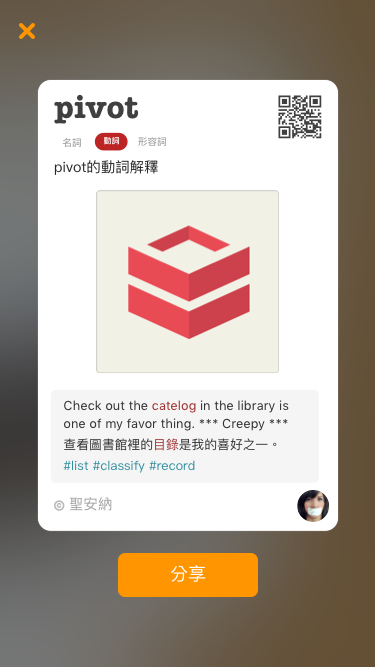 pivot
名詞 動詞 形容詞
pivot的動詞解釋
Check out the catelog in the library is
one of my favor thing. *** Creepy ***
查看圖書館裡的目錄是我的喜好之一。
#list #classify #record
聖安納
分享